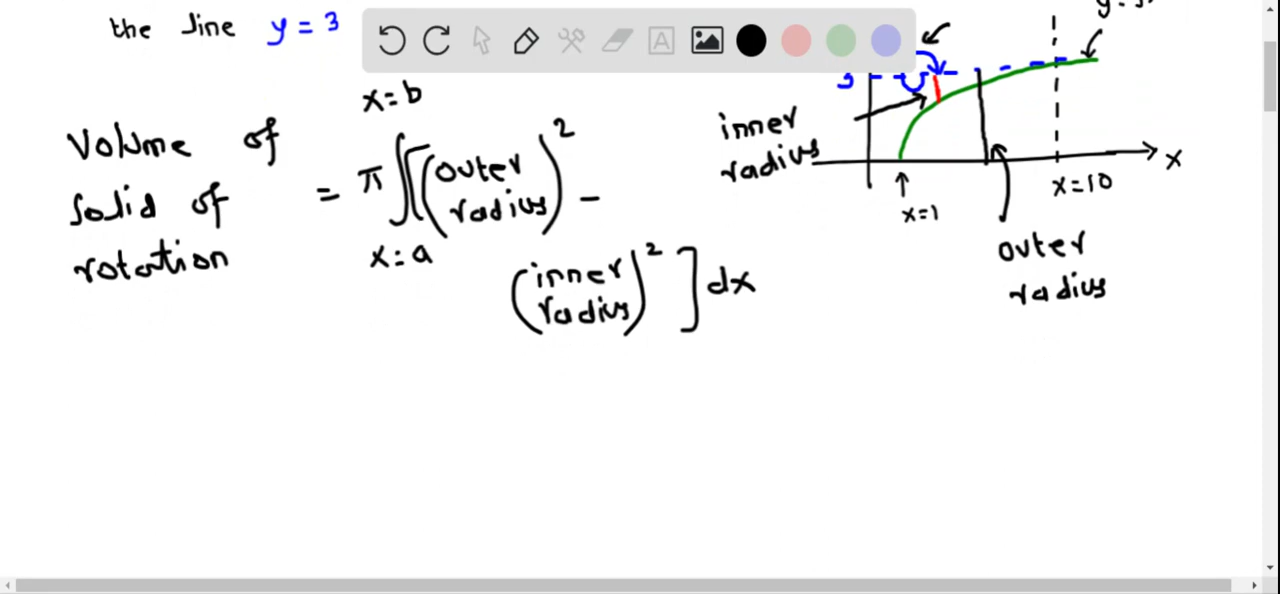 the line y = 3
y = √
3
x=b
Volume of
solid of
rotation
= π ∫[(outer radius)² −
x=a
(inner radius)² ] dx
inner
radius
x
x=1
x=10
outer
radius
A